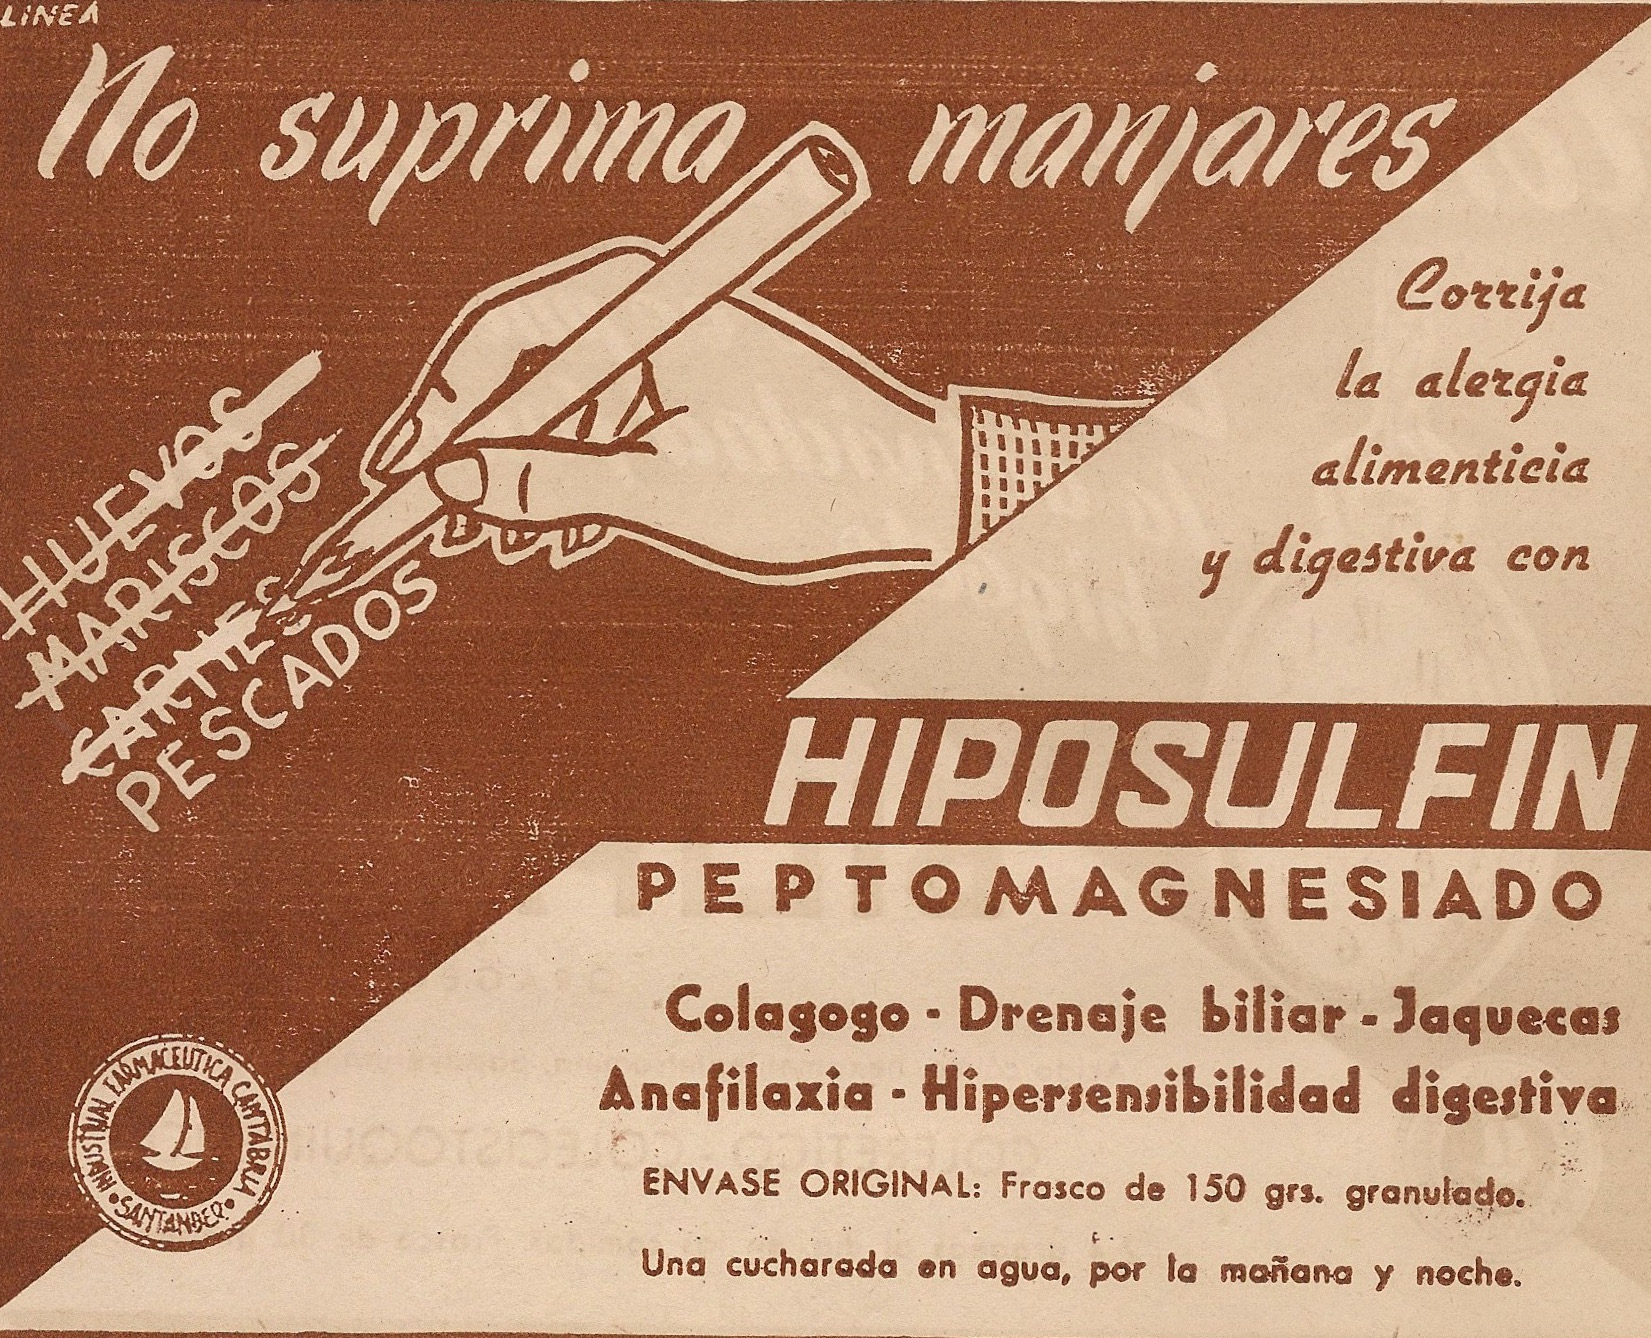 LINEA
No suprima manjares
HUEVOS
MARISCOS
CARNES
PESCADOS
Corrija
la alergia
alimenticia
y digestiva con
HIPOSULFIN
PEPTOMAGNESIADO
Colagogo - Drenaje biliar - Jaquecas
Anafilaxia - Hipersensibilidad digestiva
ENVASE ORIGINAL: Frasco de 150 grs. granulado.
Una cucharada en agua, por la mañana y noche.
INDUSTRIAL FARMACEUTICA CANTABRIA
• SANTANDER •